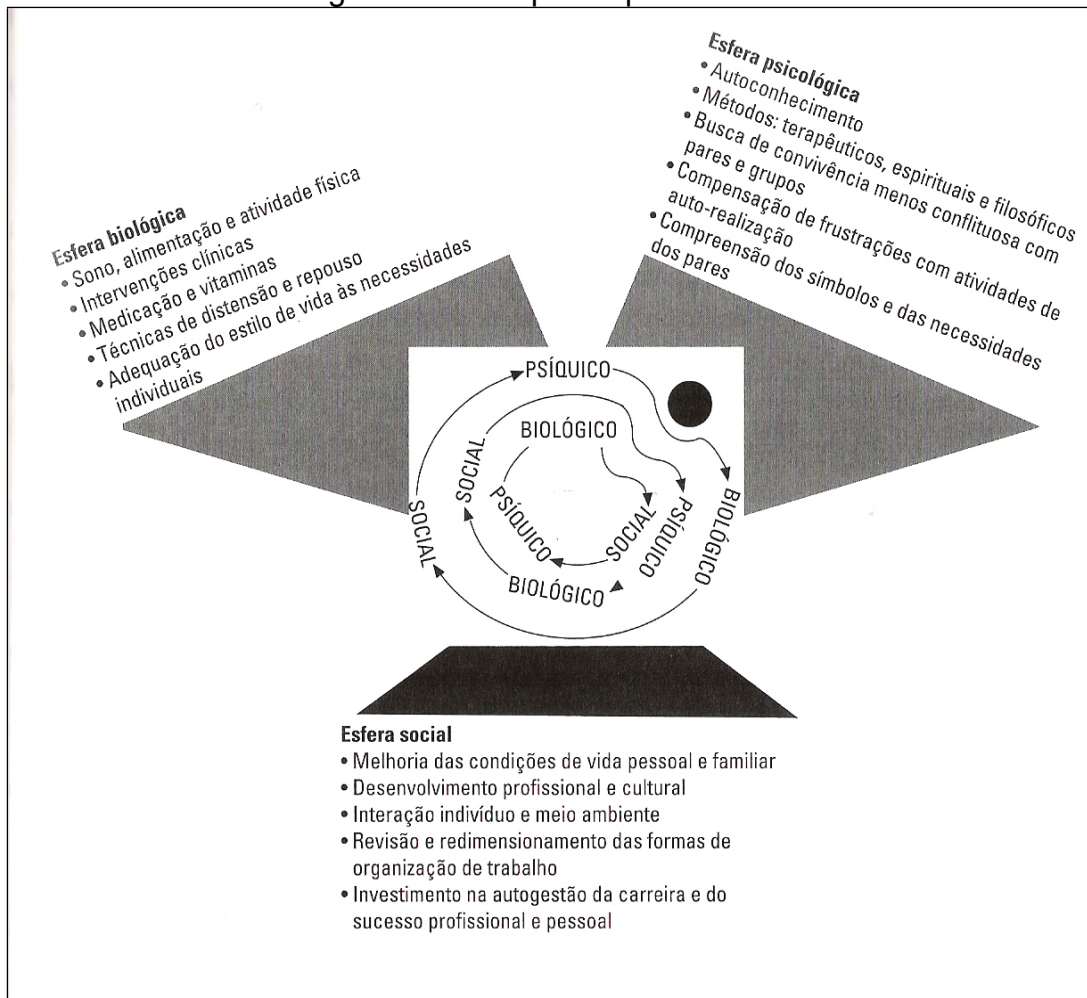 Esfera biológica
• Sono, alimentação e atividade física
• Intervenções clínicas
• Medicação e vitaminas
• Técnicas de distensão e repouso
• Adequação do estilo de vida às necessidades
individuais
Esfera psicológica
• Autoconhecimento
• Métodos: terapêuticos, espirituais e filosóficos
• Busca de convivência menos conflituosa com
pares e grupos
• Compensação de frustrações com atividades de
auto-realização
• Compreensão dos símbolos e das necessidades
dos pares
PSÍQUICO
BIOLÓGICO
SOCIAL
SOCIAL
PSÍQUICO
SOCIAL
PSÍQUICO
BIOLÓGICO
BIOLÓGICO
Esfera social
• Melhoria das condições de vida pessoal e familiar
• Desenvolvimento profissional e cultural
• Interação indivíduo e meio ambiente
• Revisão e redimensionamento das formas de
organização de trabalho
• Investimento na autogestão da carreira e do
sucesso profissional e pessoal